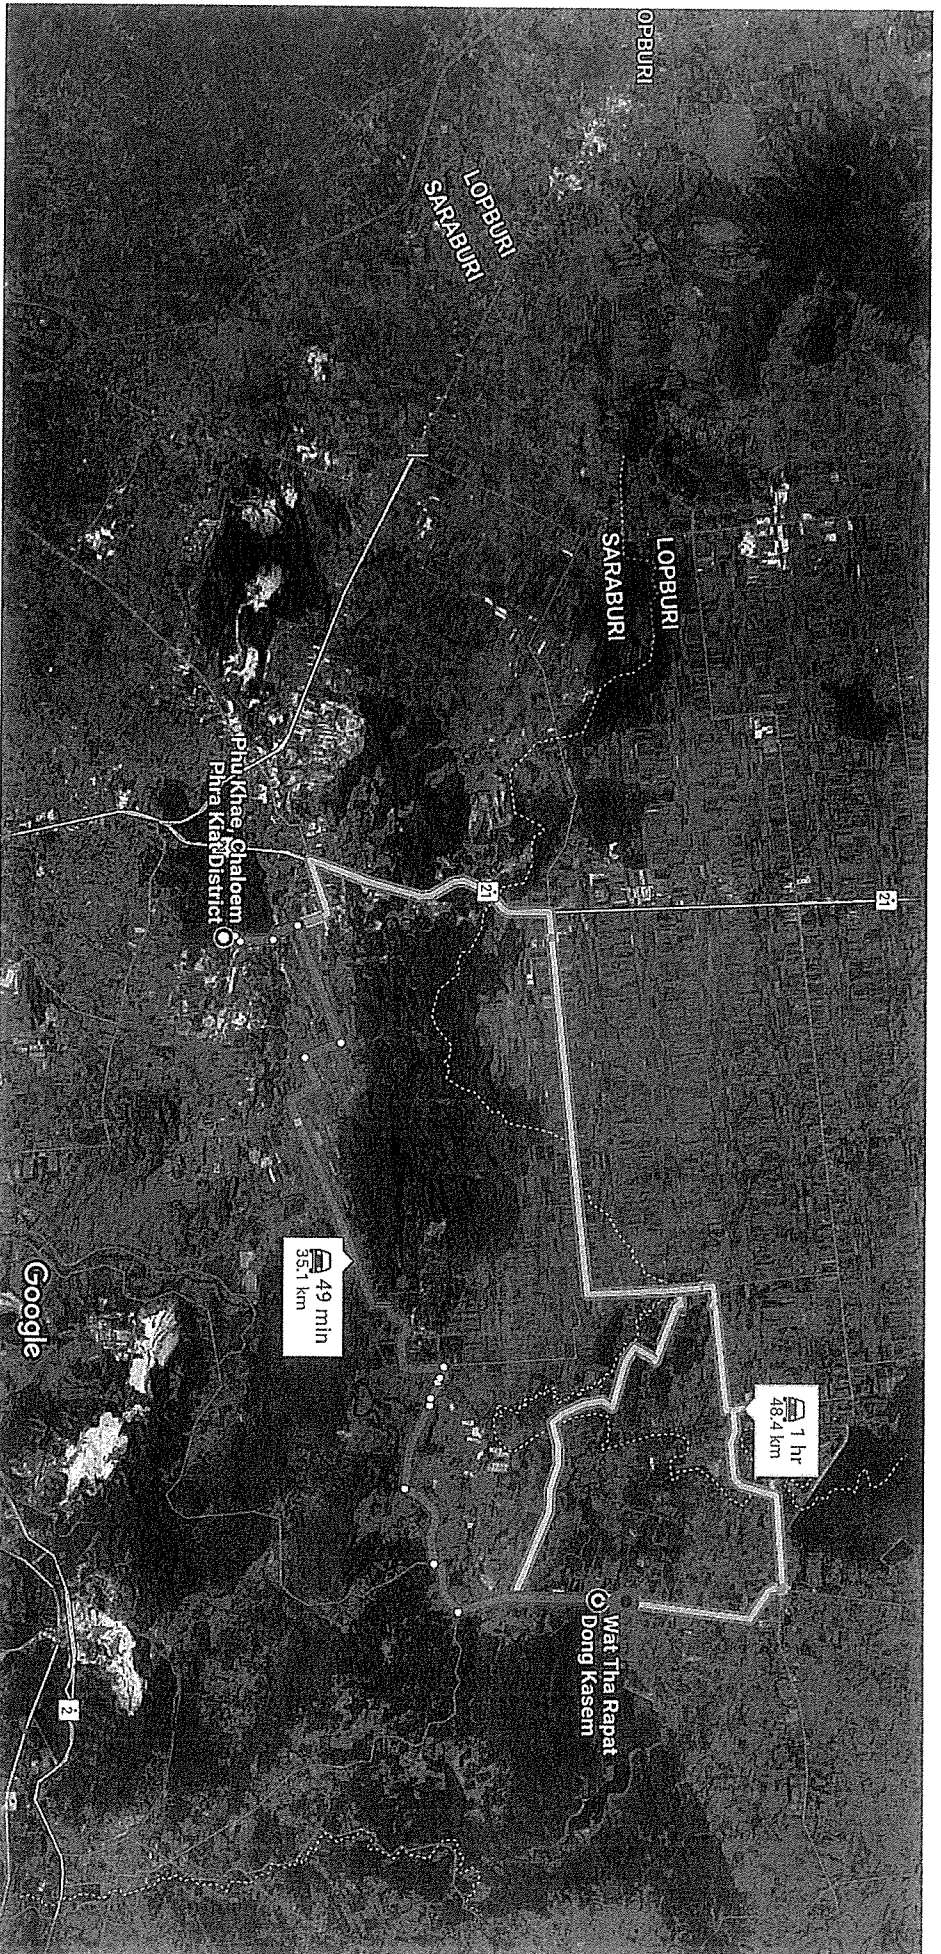 OPBURI
LOPBURI
SARABURI
LOPBURI
SARABURI
21
21
Phu Khae, Chaloem
Phra Kiat District
1 hr
48.4 km
49 min
35.1 km
Wat Tha Rapat
Dong Kasem
2
Google